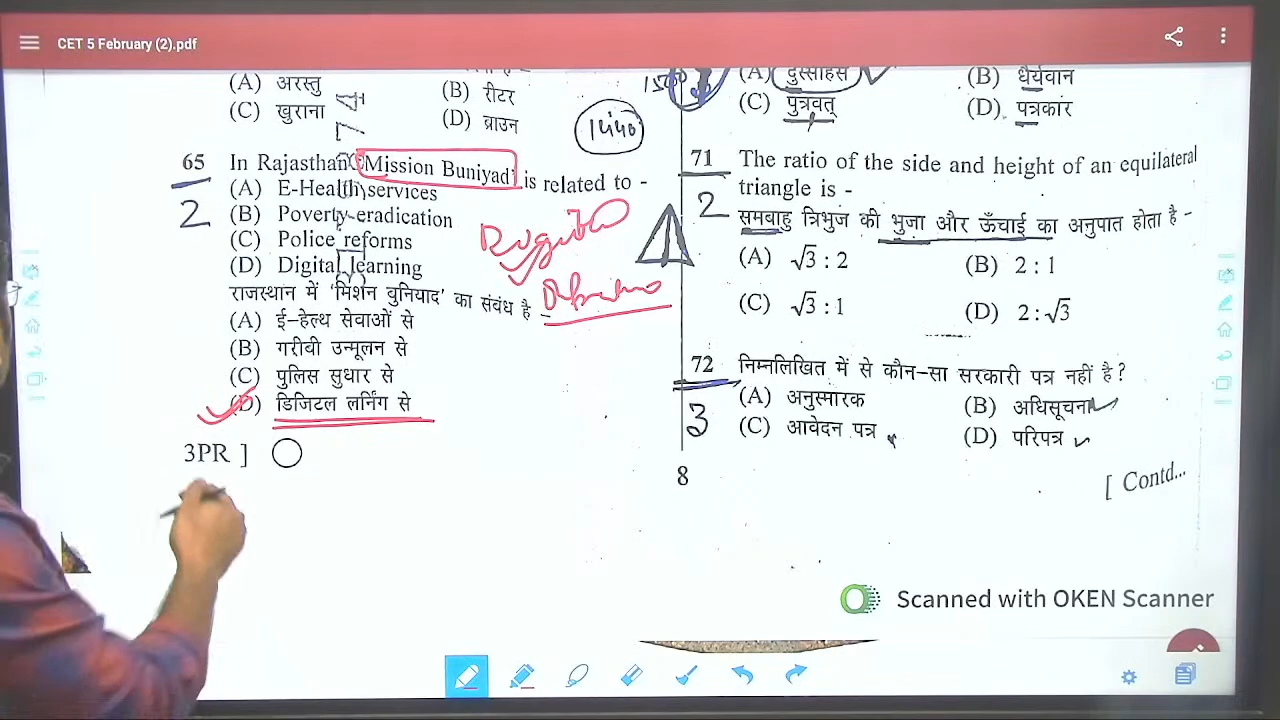 CET 5 February (2).pdf
(A) अरस्तु
(B) रीटर
(C) खुराना
(D) ब्राउन
1440
65 In Rajasthan 'Mission Buniyad' is related to -
2
(A) E-Health services
(B) Poverty eradication
(C) Police reforms
(D) Digital learning
राजस्थान में 'मिशन बुनियाद' का संबंध है -
(A) ई-हेल्थ सेवाओं से
(B) गरीबी उन्मूलन से
(C) पुलिस सुधार से
(D) डिजिटल लर्निंग से
3PR ]
150
(A) दुस्साहस
(B) धैर्यवान
(C) पुत्रवत्
(D) पत्रकार
71 The ratio of the side and height of an equilateral
triangle is -
2
समबाहु त्रिभुज की भुजा और ऊँचाई का अनुपात होता है -
(A) √3 : 2
(B) 2 : 1
(C) √3 : 1
(D) 2 : √3
72 निम्नलिखित में से कौन-सा सरकारी पत्र नहीं है?
3
(A) अनुस्मारक
(B) अधिसूचना
(C) आवेदन पत्र
(D) परिपत्र
8
[ Contd...
Scanned with OKEN Scanner